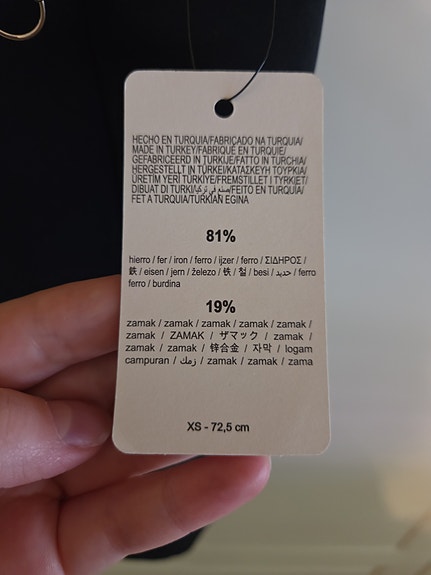 HECHO EN TURQUIA/FABRICADO NA TURQUIA/
MADE IN TURKEY/FABRIQUÉ EN TURQUIE/
GEFABRICEERD IN TURKIJE/FATTO IN TURCHIA/
HERGESTELLT IN TÜRKEI/ΚΑΤΑΣΚΕΥΗ ΤΟΥΡΚΙΑ/
ÜRETİM YERİ TÜRKİYE/FREMSTILLET I TYRKIET/
DIBUAT DI TURKI/صنع في تركيا/FEITO EN TURQUÍA/
FET A TURQUIA/TURKIAN EGINA
81%
hierro / fer / iron / ferro / ijzer / ferro / ΣΙΔΗΡΟΣ /
鉄 / eisen / jern / železo / 铁 / 철 / besi / حديد / ferro
ferro / burdina
19%
zamak / zamak / zamak / zamak / zamak /
zamak / ZAMAK / ザマック / zamak /
zamak / zamak / 锌合金 / 자막 / logam
campuran / زمك / zamak / zamak / zama
XS - 72,5 cm